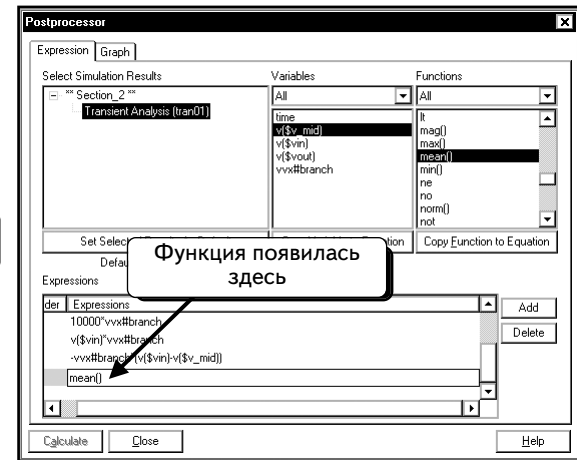 Postprocessor
Expression Graph
Select Simulation Results Variables Functions
** Section_2 ** All All
Transient Analysis (tran01)
time
v($v_mid)
v($vin)
v($vout)
vvx#branch
lt
mag()
max()
mean()
min()
ne
no
norm()
not
Set Selec
tion
Copy Function to Equation
Defau
Функция появилась
здесь
Expressions
der Expressions
10000*vvx#branch
v($vin)*vvx#branch
-vvx#branch*(v($vin)-v($v_mid))
mean()
Add
Delete
Calculate Close Help